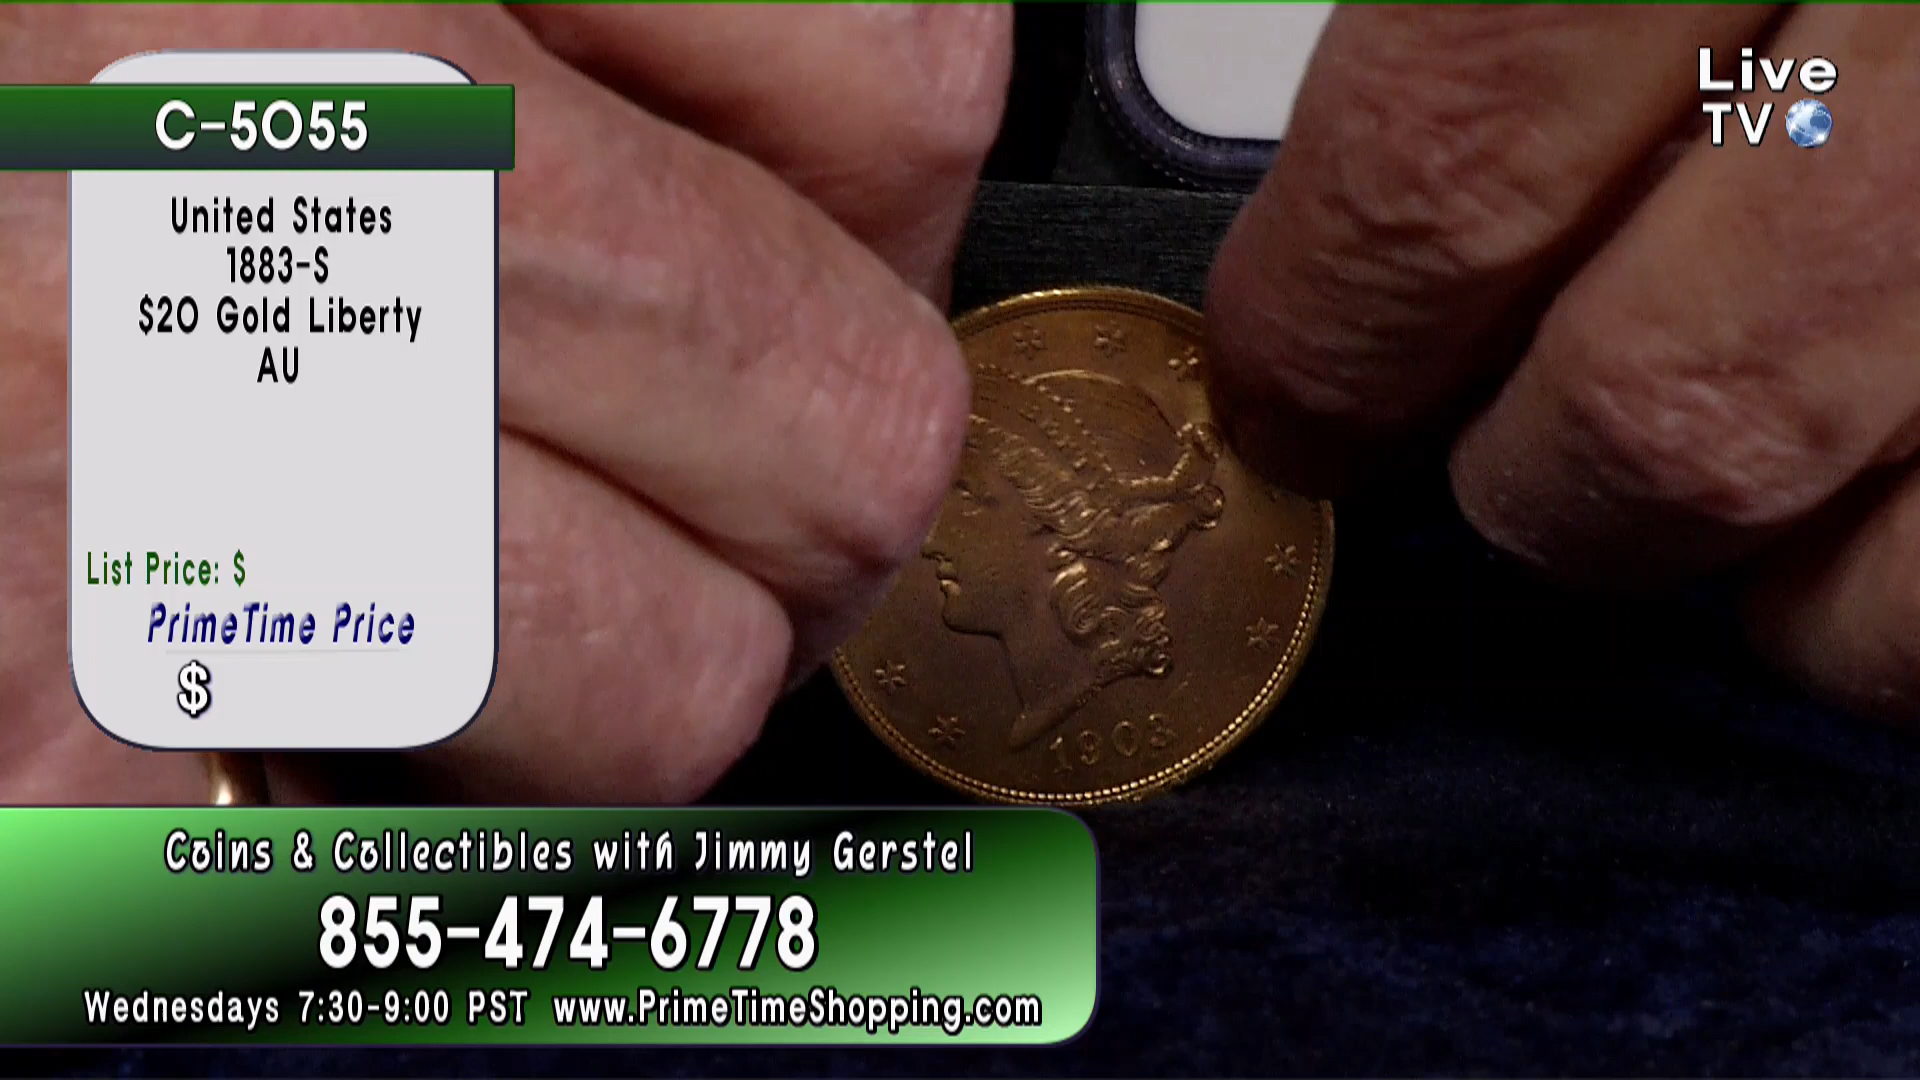 C-5055
United States
1883-S
$20 Gold Liberty
AU
List Price: $
PrimeTime Price
$
Live
TV
1903
Coins & Collectibles with Jimmy Gerstel
855-474-6778
Wednesdays 7:30-9:00 PST www.PrimeTimeShopping.com